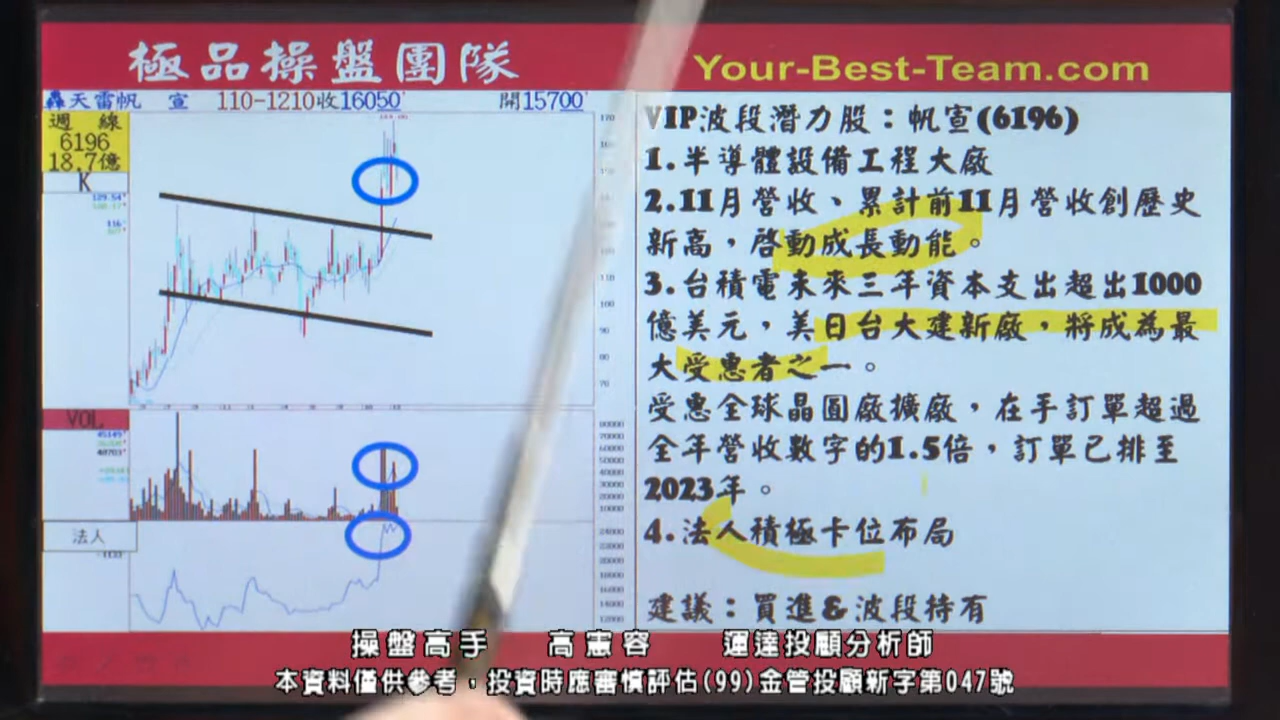 極品操盤團隊
Your-Best-Team.com
轟天雷帆 宣 110-1210收16050 開15700
週 線
6196
18.7億
K
VOL
法人
VIP波段潛力股：帆宣(6196)
1.半導體設備工程大廠
2.11月營收、累計前11月營收創歷史
新高，啓動成長動能。
3.台積電未來三年資本支出超出1000
億美元，美日台大建新廠，將成為最
大受惠者之一。
受惠全球晶圓廠擴廠，在手訂單超過
全年營收數字的1.5倍，訂單已排至
2023年。
4.法人積極卡位布局
建議：買進&波段持有
操盤高手 高憲容 運達投顧分析師
本資料僅供參考，投資時應審慎評估(99)金管投顧新字第047號